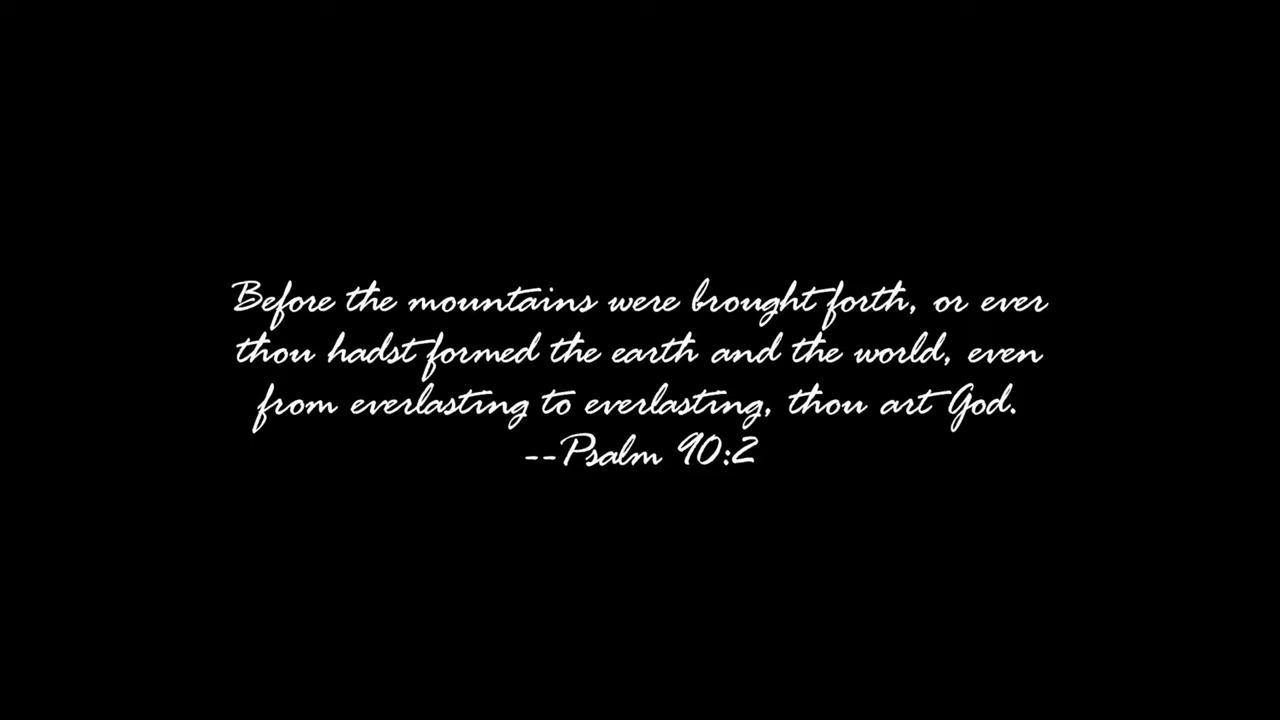 Before the mountains were brought forth, or ever
thou hadst formed the earth and the world, even
from everlasting to everlasting, thou art God.
--Psalm 90:2